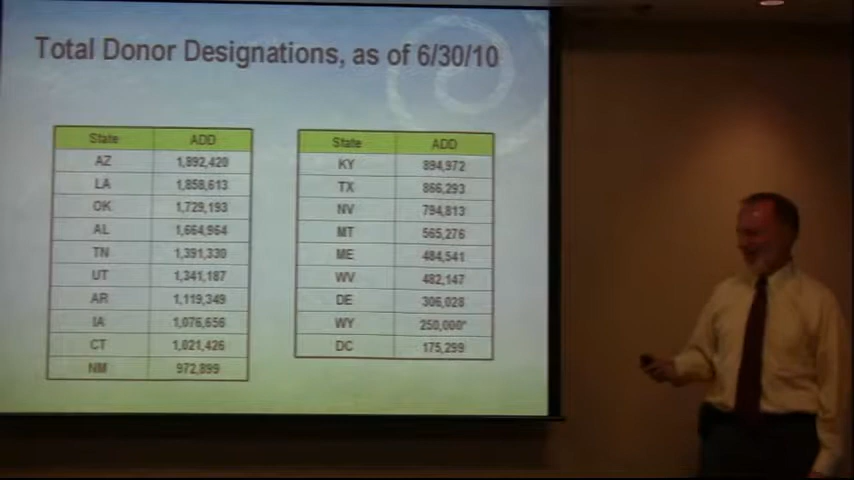 Total Donor Designations, as of 6/30/10
State ADD
AZ 1,892,420
LA 1,858,613
OK 1,729,193
AL 1,664,964
TN 1,391,330
UT 1,341,187
AR 1,119,349
IA 1,076,656
CT 1,021,426
NM 972,899
State ADD
KY 894,972
TX 866,293
NV 794,813
MT 565,276
ME 484,541
WV 482,147
DE 306,028
WY 250,000*
DC 175,299